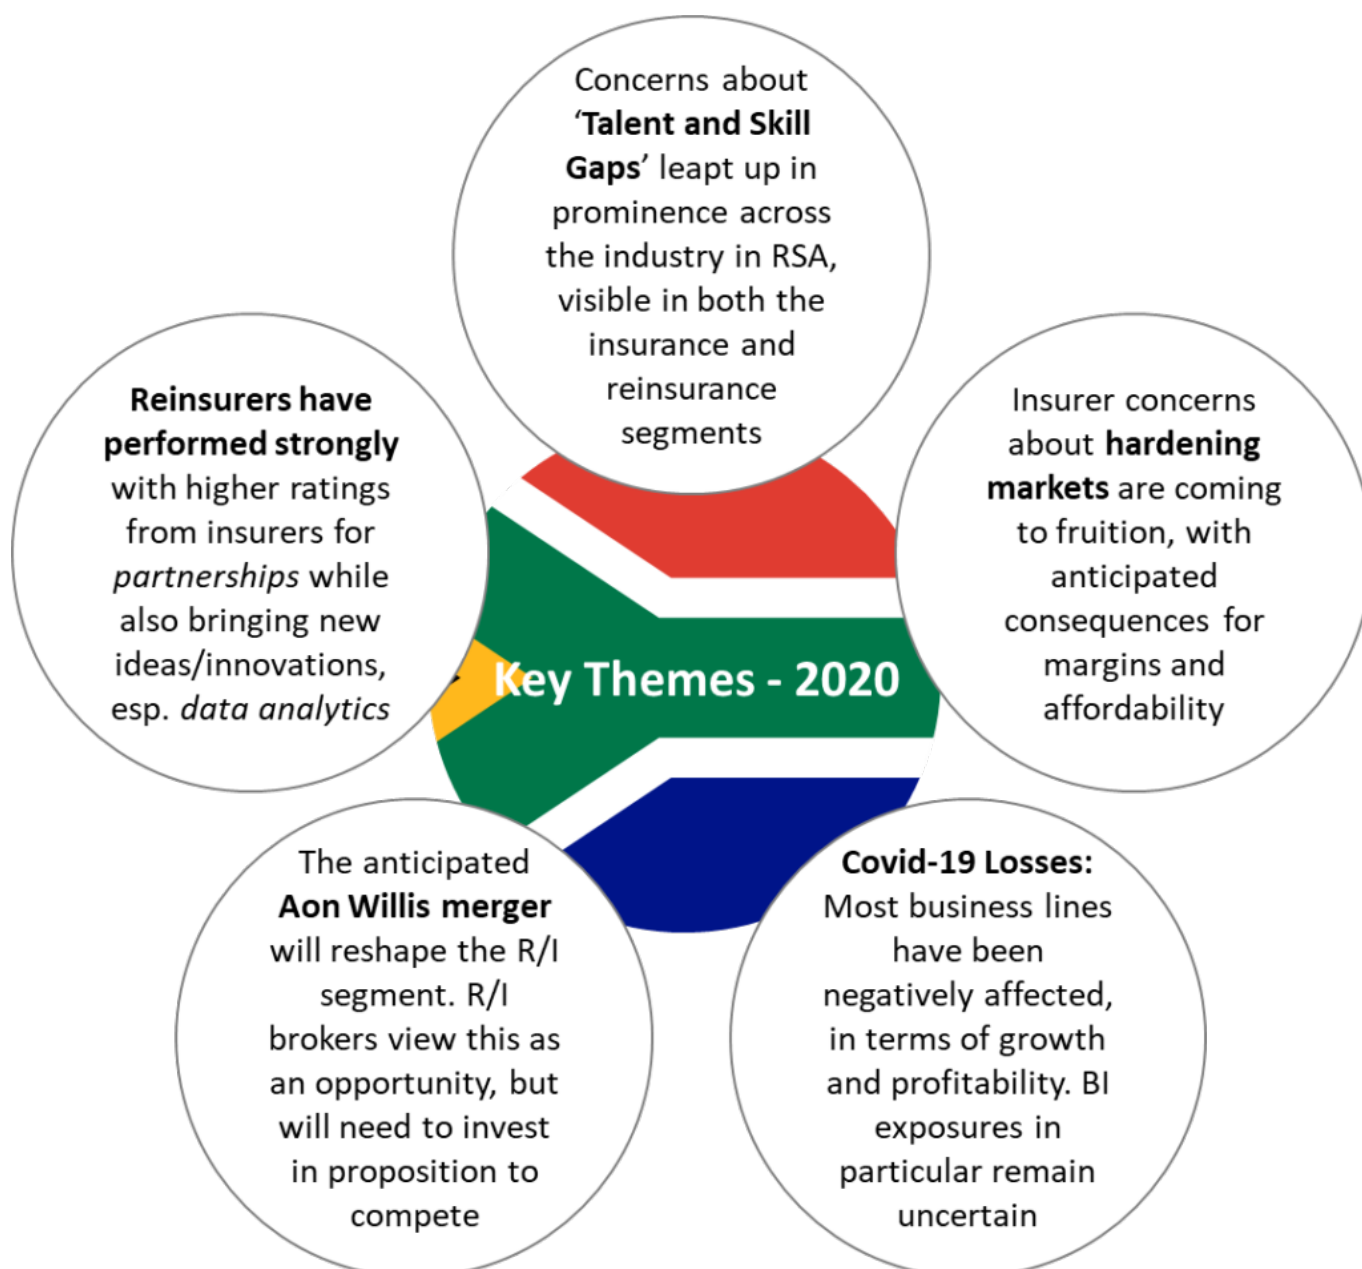 Concerns about
‘Talent and Skill
Gaps’ leapt up in
prominence across
the industry in RSA,
visible in both the
insurance and
reinsurance
segments
Reinsurers have
performed strongly
with higher ratings
from insurers for
partnerships while
also bringing new
ideas/innovations,
esp. data analytics
Insurer concerns
about hardening
markets are coming
to fruition, with
anticipated
consequences for
margins and
affordability
Key Themes - 2020
The anticipated
Aon Willis merger
will reshape the R/I
segment. R/I
brokers view this as
an opportunity, but
will need to invest
in proposition to
compete
Covid-19 Losses:
Most business lines
have been
negatively affected,
in terms of growth
and profitability. BI
exposures in
particular remain
uncertain